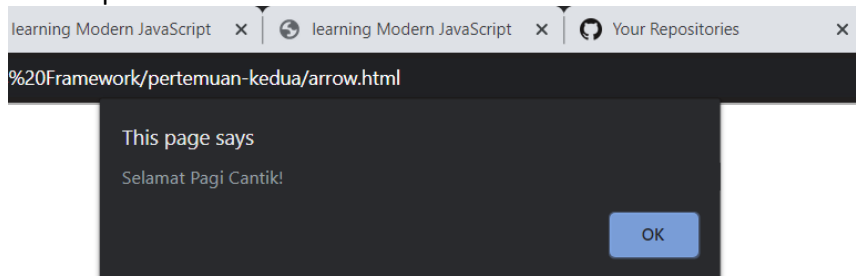 learning Modern JavaScript
learning Modern JavaScript
Your Repositories
%20Framework/pertemuan-kedua/arrow.html
This page says
Selamat Pagi Cantik!
OK